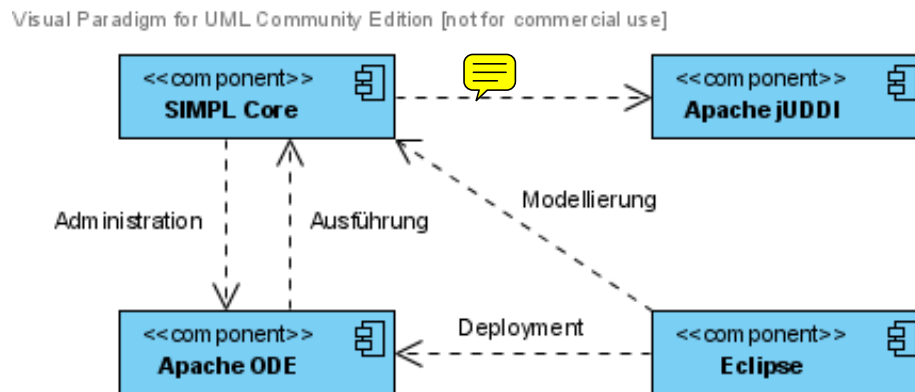 Visual Paradigm for UML Community Edition [not for commercial use]
<<component>>
SIMPL Core
<<component>>
Apache jUDDI
Modellierung
Administration
Ausführung
Deployment
<<component>>
Apache ODE
<<component>>
Eclipse